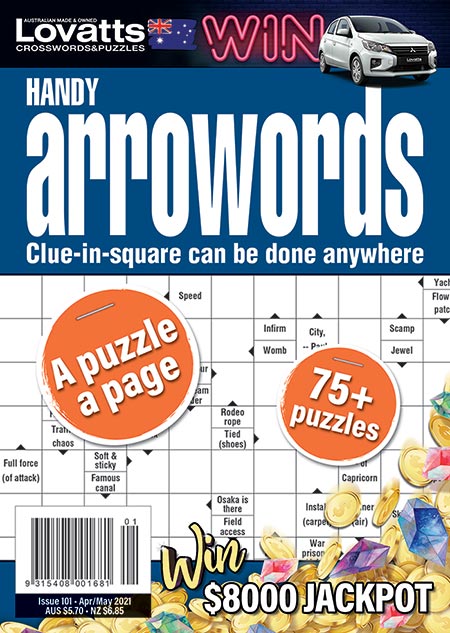 AUSTRALIAN MADE & OWNED
Lovatts
CROSSWORDS&PUZZLES
WIN
Lovatts
HANDY
arrowords
Clue-in-square can be done anywhere
Speed
Infirm
Womb
City,
Scamp
Jewel
A puzzle
a page
75+
puzzles
Rodeo
rope
Tied
(shoes)
chaos
Full force
(of attack)
Soft &
sticky
Famous
canal
of
Capricorn
Osaka is
there
Field
access
War
Win
$8000 JACKPOT
01
9 315408 001681
Issue 101 • Apr/May 2021
AUS $5.70 • NZ $6.85